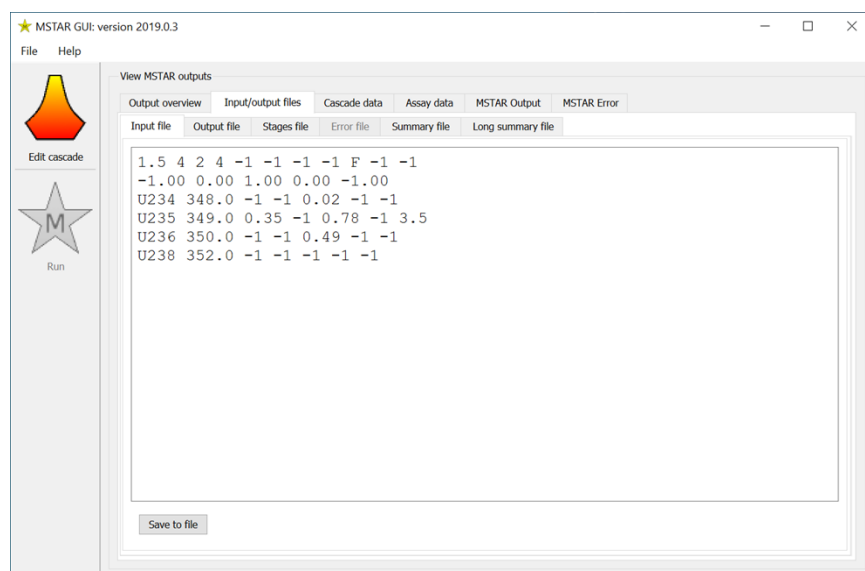 MSTAR GUI: version 2019.0.3
File Help
View MSTAR outputs
Output overview Input/output files Cascade data Assay data MSTAR Output MSTAR Error
Input file Output file Stages file Error file Summary file Long summary file
Edit cascade
M
Run
1.5 4 2 4 -1 -1 -1 -1 F -1 -1
-1.00 0.00 1.00 0.00 -1.00
U234 348.0 -1 -1 0.02 -1 -1
U235 349.0 0.35 -1 0.78 -1 3.5
U236 350.0 -1 -1 0.49 -1 -1
U238 352.0 -1 -1 -1 -1 -1
Save to file